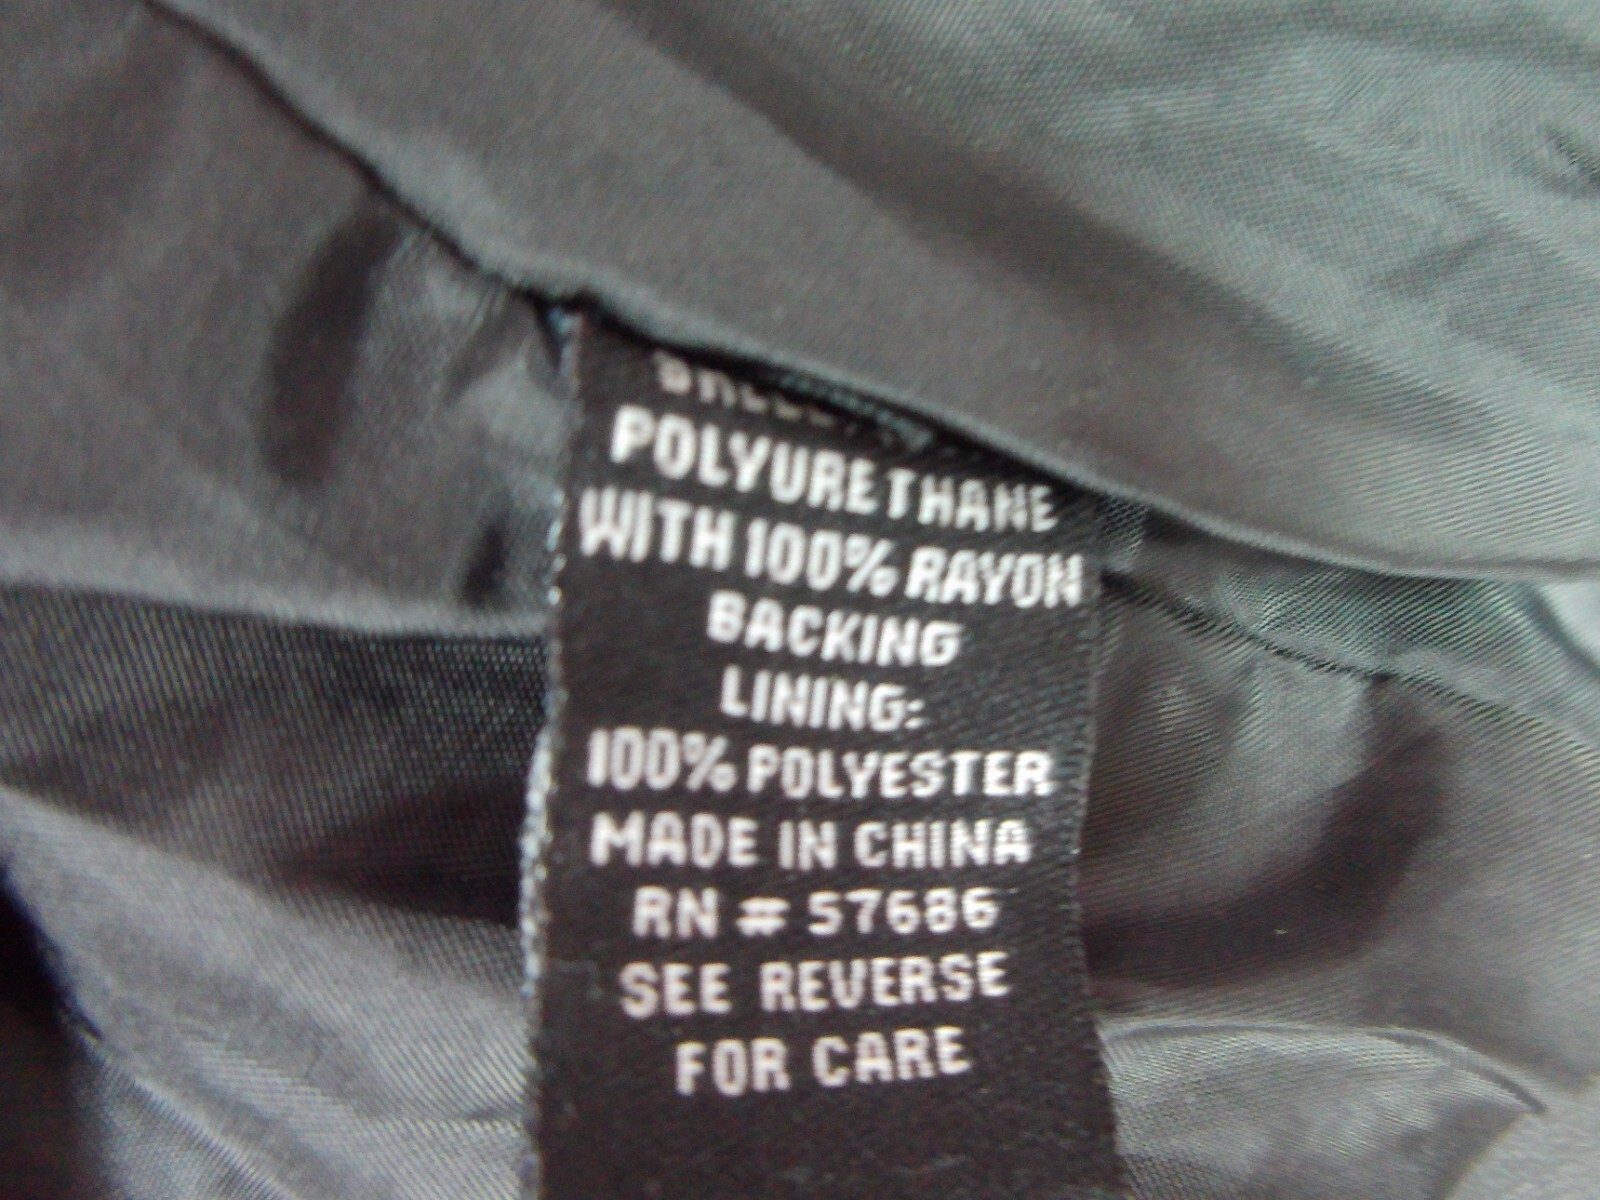 POLYURETHANE
WITH 100% RAYON
BACKING
LINING:
100% POLYESTER
MADE IN CHINA
RN # 57686
SEE REVERSE
FOR CARE